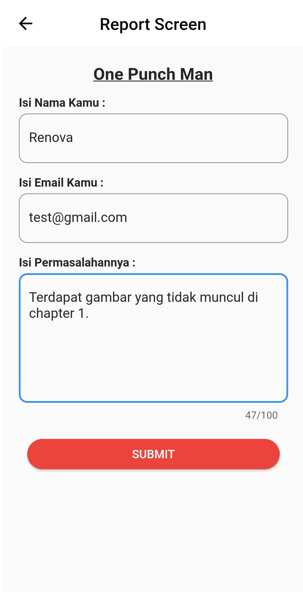 Report Screen
One Punch Man
Isi Nama Kamu :
Renova
Isi Email Kamu :
test@gmail.com
Isi Permasalahannya :
Terdapat gambar yang tidak muncul di
chapter 1.
47/100
SUBMIT